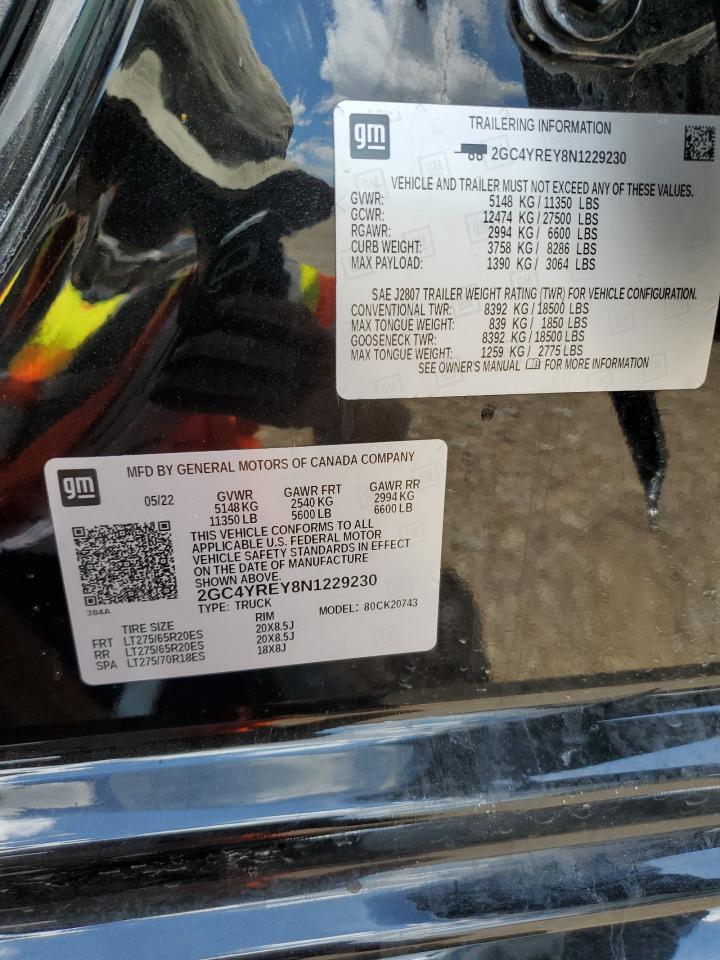 gm
TRAILERING INFORMATION
88 2GC4YREY8N1229230
VEHICLE AND TRAILER MUST NOT EXCEED ANY OF THESE VALUES.
GVWR: 5148 KG / 11350 LBS
GCWR: 12474 KG / 27500 LBS
RGAWR: 2994 KG / 6600 LBS
CURB WEIGHT: 3758 KG / 8286 LBS
MAX PAYLOAD: 1390 KG / 3064 LBS
SAE J2807 TRAILER WEIGHT RATING (TWR) FOR VEHICLE CONFIGURATION.
CONVENTIONAL TWR: 8392 KG / 18500 LBS
MAX TONGUE WEIGHT: 839 KG / 1850 LBS
GOOSENECK TWR: 8392 KG / 18500 LBS
MAX TONGUE WEIGHT: 1259 KG / 2775 LBS
SEE OWNER'S MANUAL FOR MORE INFORMATION
gm
MFD BY GENERAL MOTORS OF CANADA COMPANY
05/22 GVWR GAWR FRT GAWR RR
5148 KG 2540 KG 2994 KG
11350 LB 5600 LB 6600 LB
THIS VEHICLE CONFORMS TO ALL
APPLICABLE U.S. FEDERAL MOTOR
VEHICLE SAFETY STANDARDS IN EFFECT
ON THE DATE OF MANUFACTURE
SHOWN ABOVE.
2GC4YREY8N1229230
384A TYPE: TRUCK MODEL: 80CK20743
TIRE SIZE RIM
FRT LT275/65R20ES 20X8.5J
RR LT275/65R20ES 20X8.5J
SPA LT275/70R18ES 18X8J